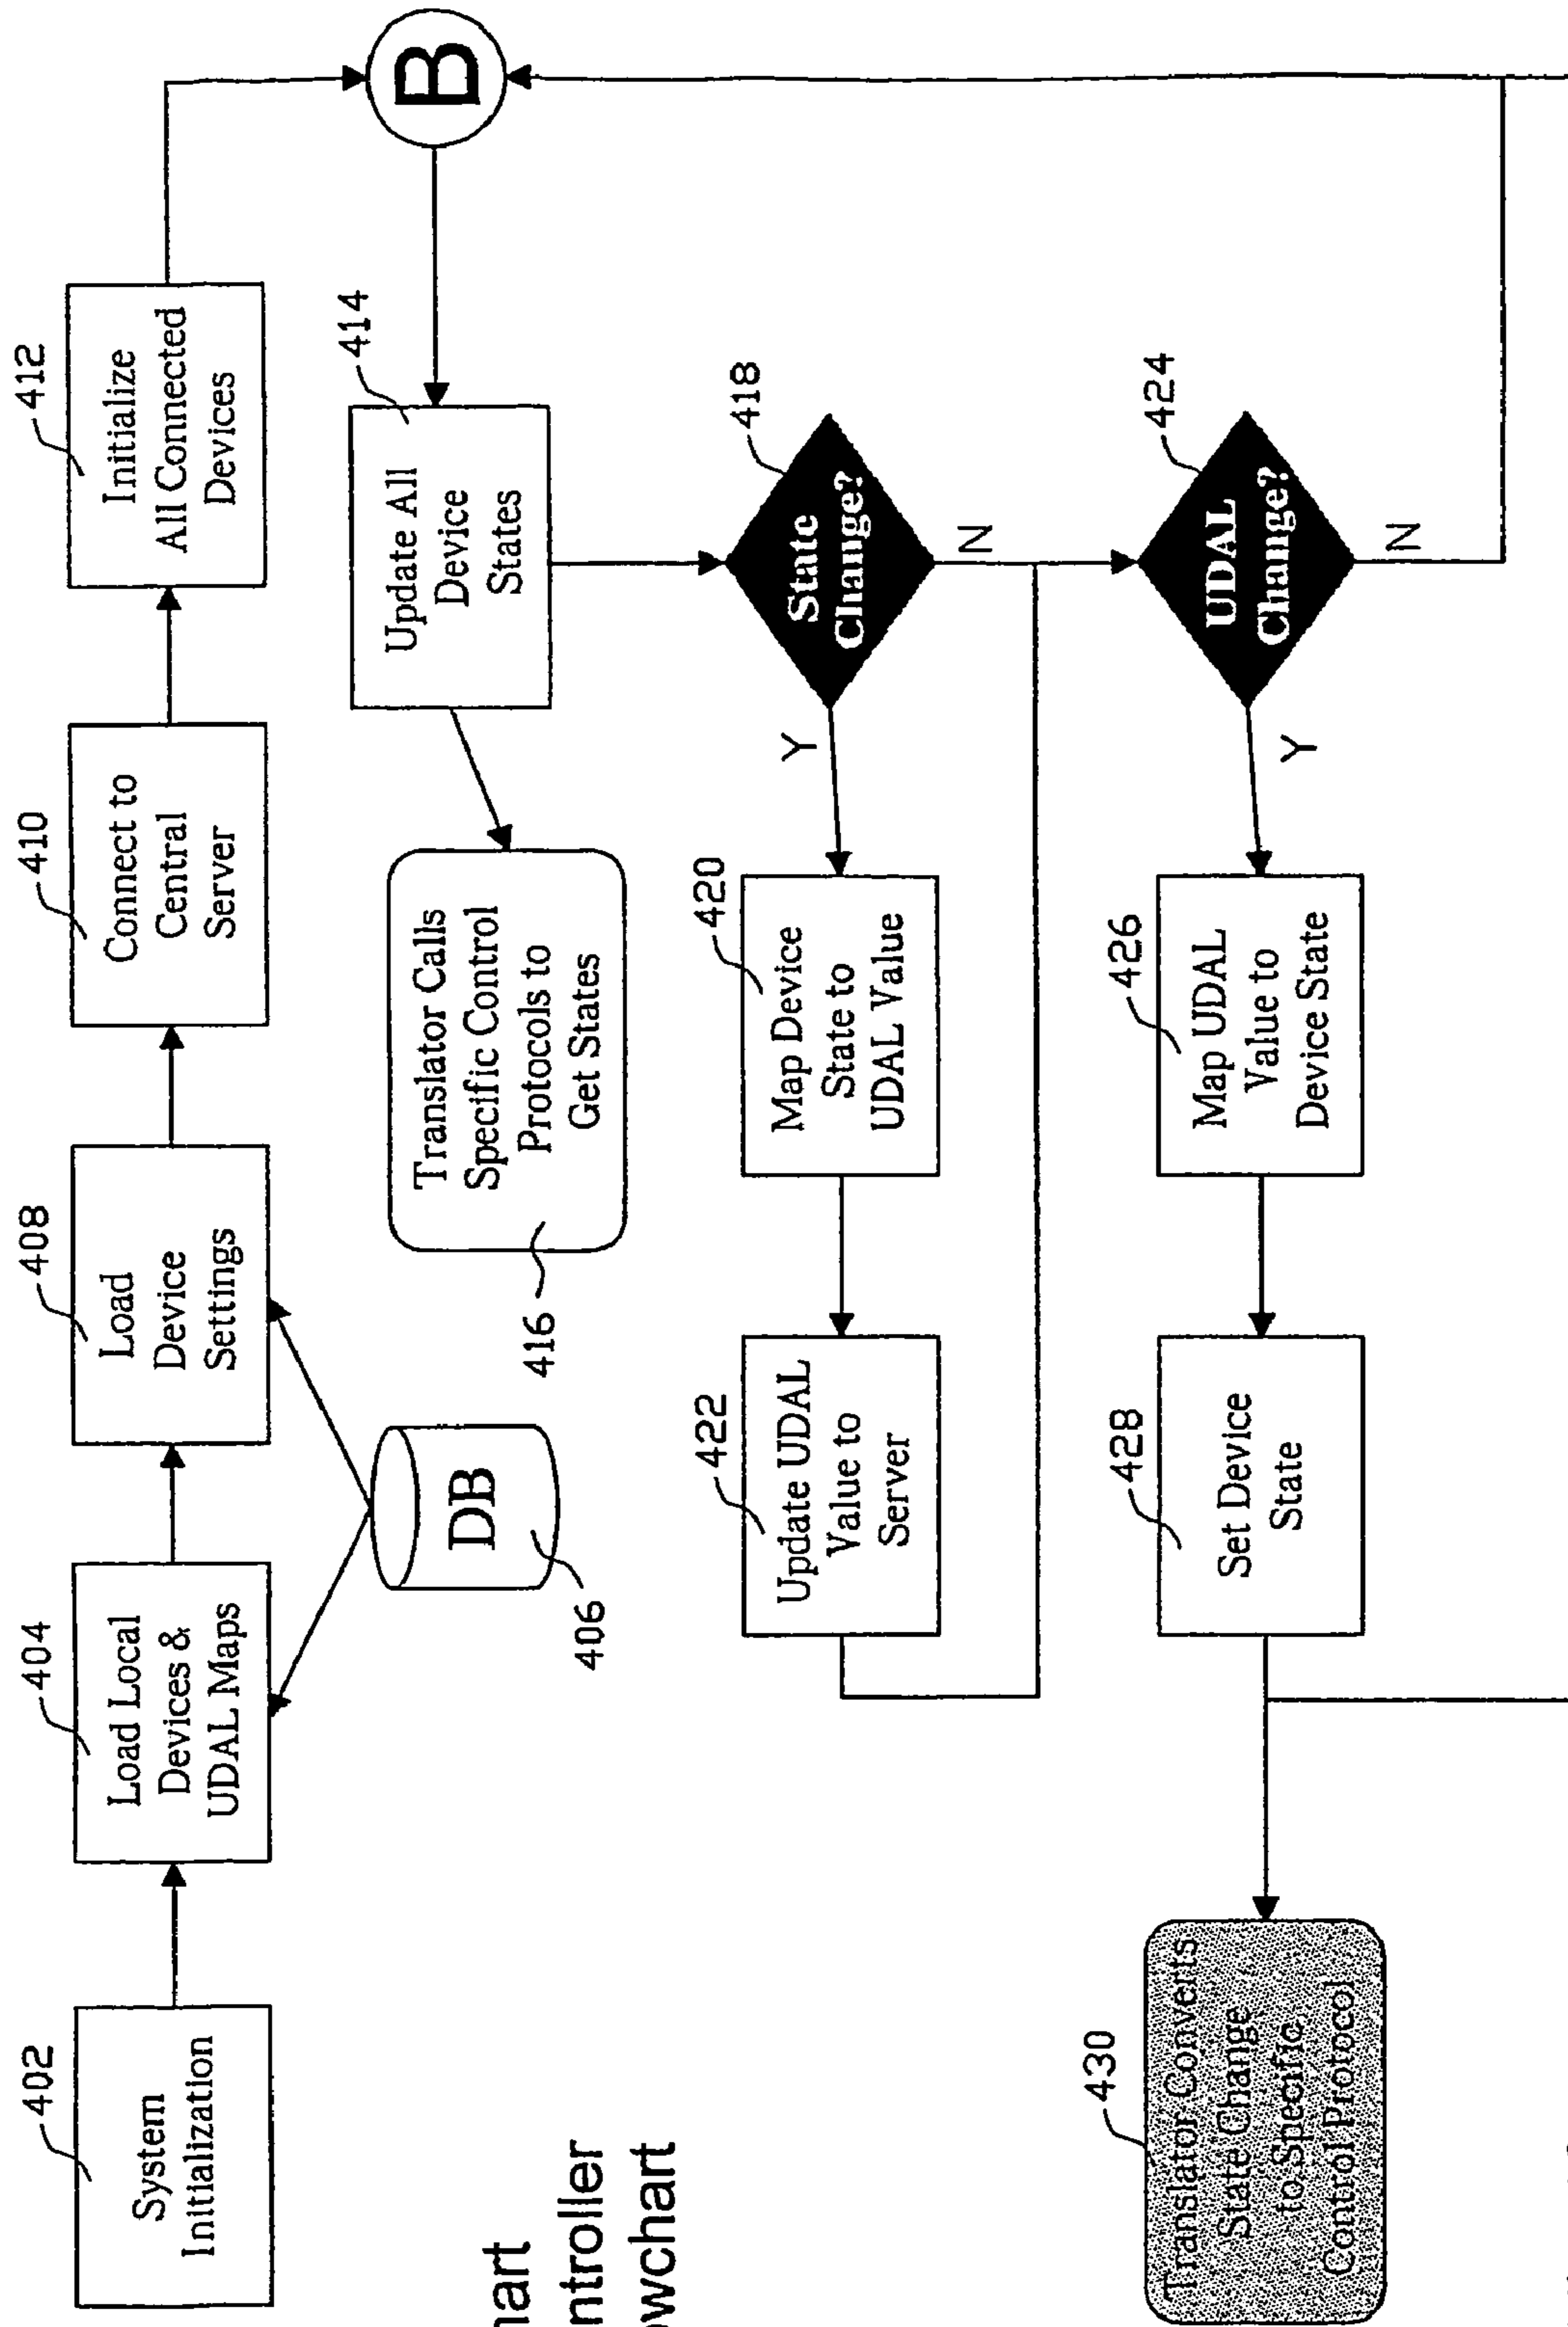 402
System
Initialization
404
Load Local
Devices &
UDAL Maps
408
Load
Device
Settings
410
Connect to
Central
Server
412
Initialize
All Connected
Devices
B
DB
406
414
Update All
Device
States
416
Translator Calls
Specific Control
Protocols to
Get States
418
State
Change?
Y
N
420
Map Device
State to
UDAL Value
422
Update UDAL
Value to
Server
424
UDAL
Change?
Y
N
426
Map UDAL
Value to
Device State
428
Set Device
State
430
Translator Converts
State Change
to Specific
Control Protocol